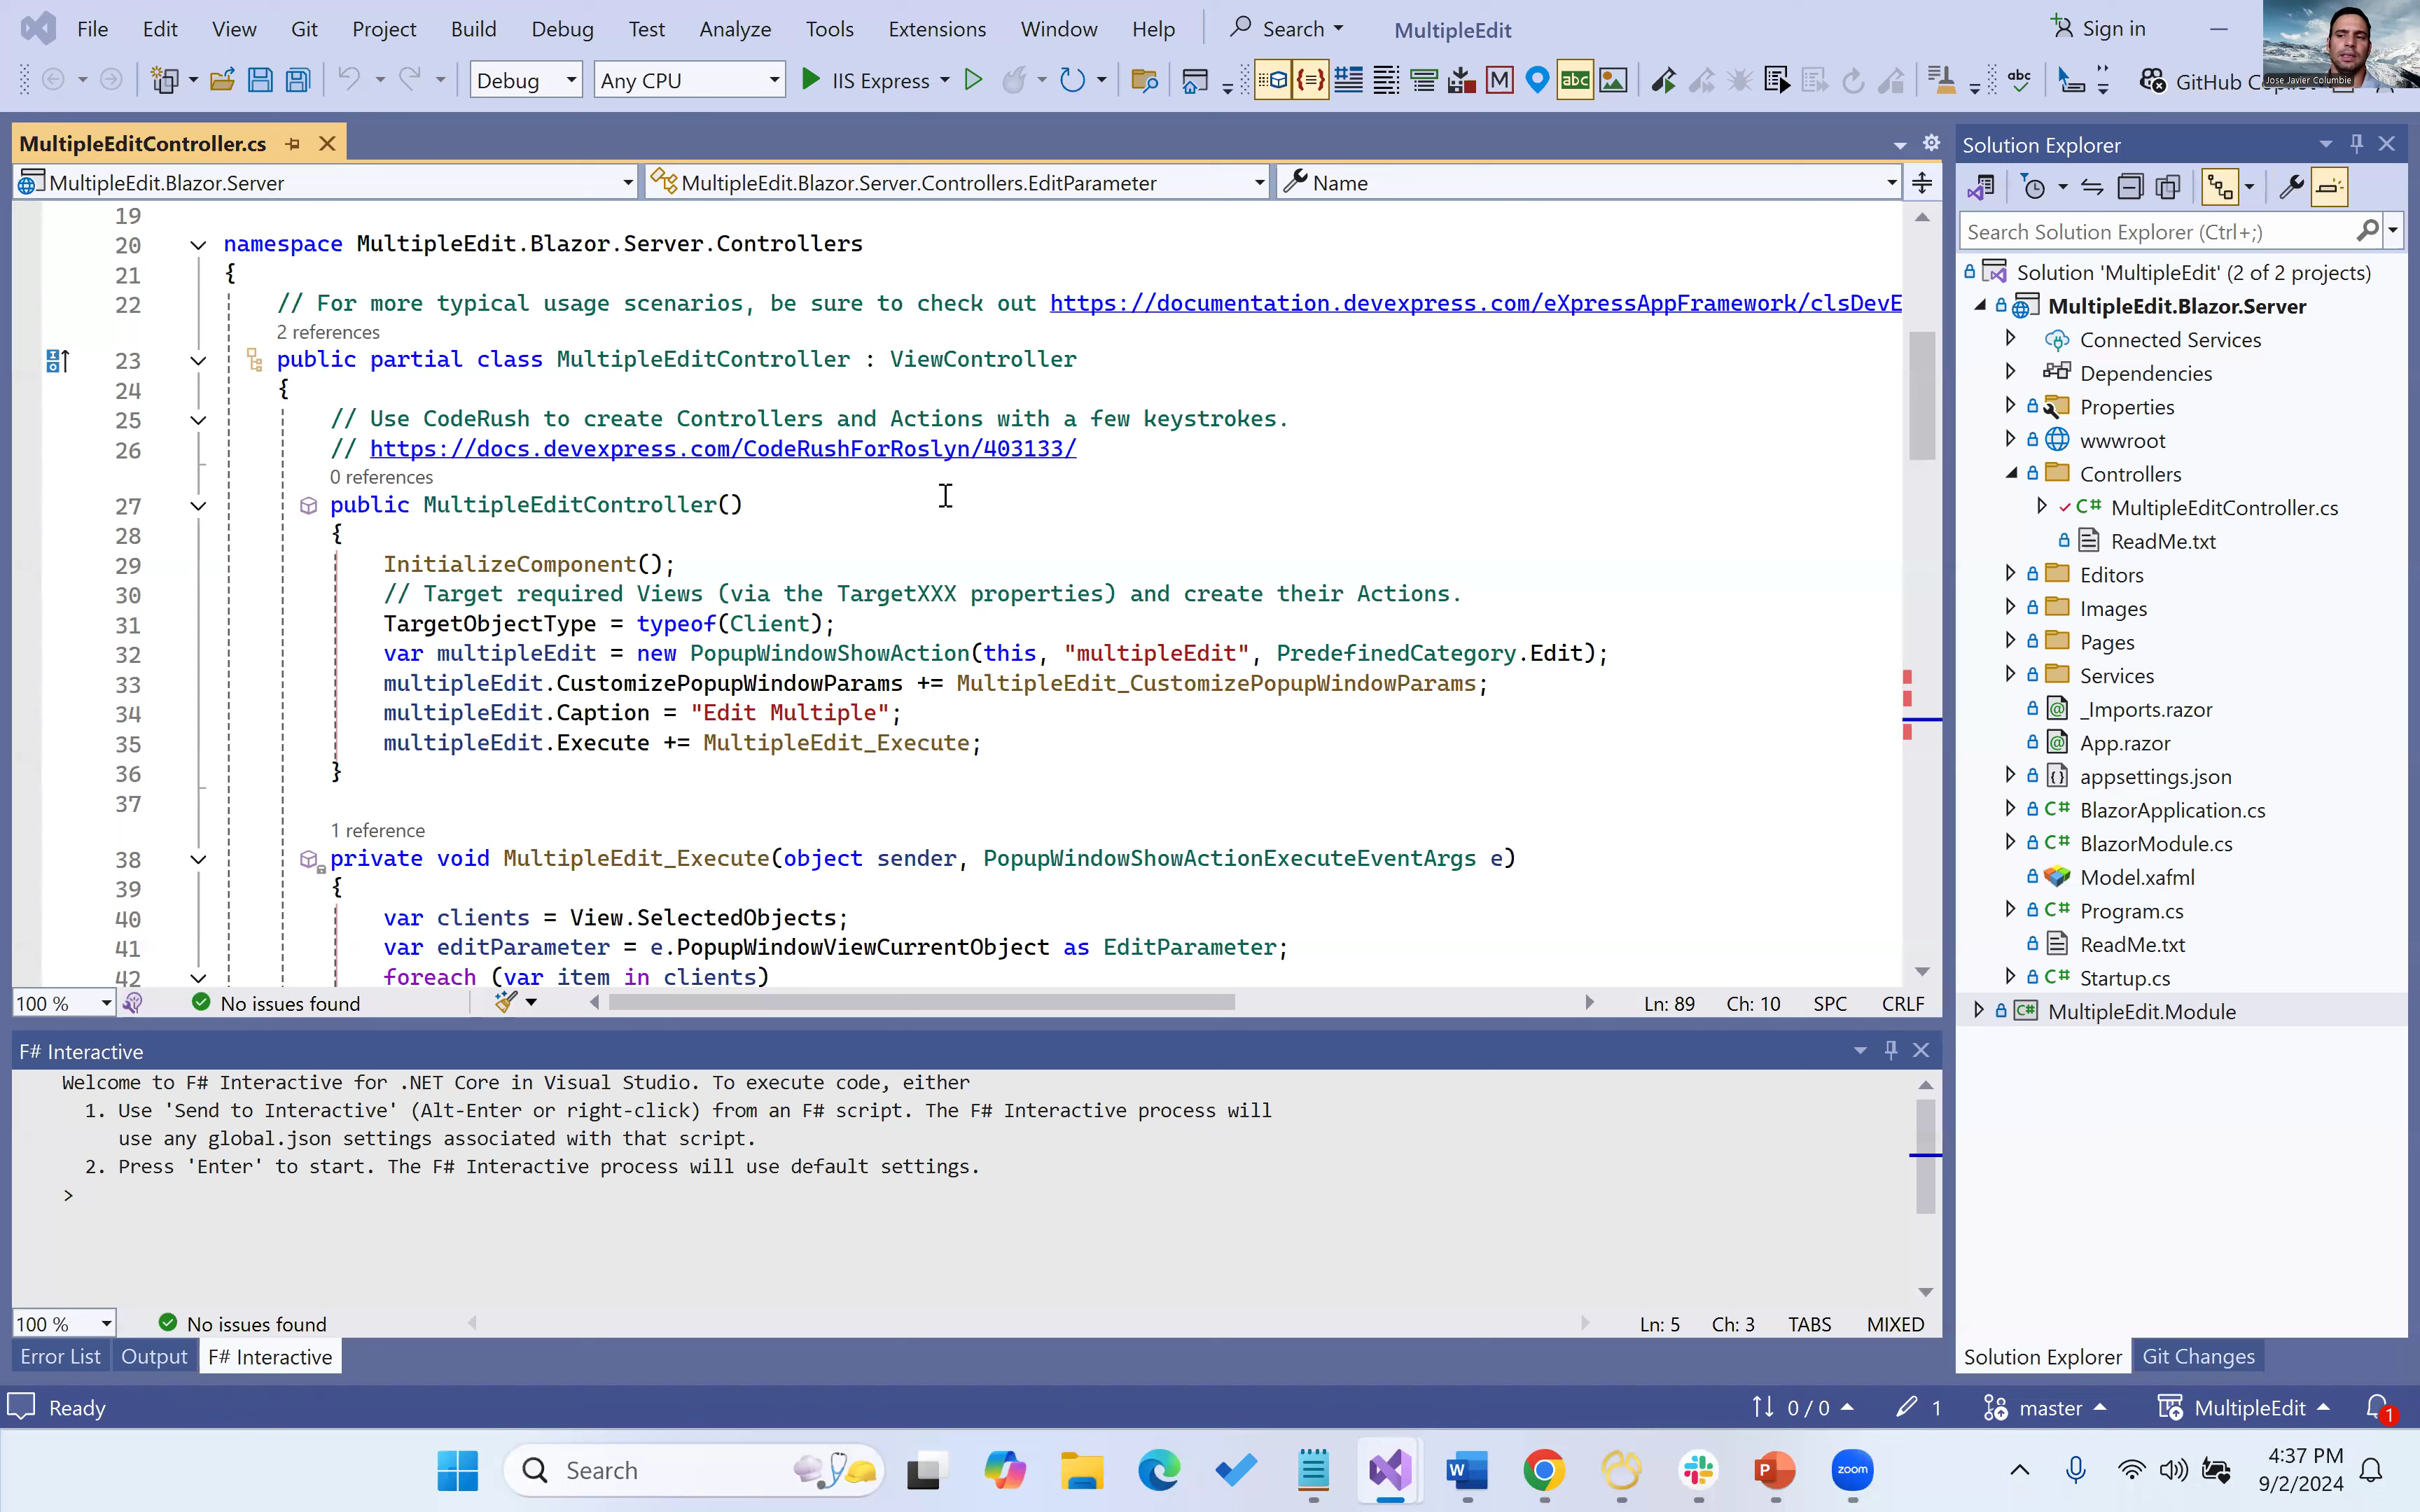 File Edit View Git Project Build Debug Test Analyze Tools Extensions Window Help Search MultipleEdit Sign in
Jose Javier Columbie
Debug Any CPU IIS Express abc M abc GitHub
MultipleEditController.cs
MultipleEdit.Blazor.Server MultipleEdit.Blazor.Server.Controllers.EditParameter Name
19
20 namespace MultipleEdit.Blazor.Server.Controllers
21 {
22 // For more typical usage scenarios, be sure to check out https://documentation.devexpress.com/eXpressAppFramework/clsDevE
2 references
23 public partial class MultipleEditController : ViewController
24 {
25 // Use CodeRush to create Controllers and Actions with a few keystrokes.
26 // https://docs.devexpress.com/CodeRushForRoslyn/403133/
0 references
27 public MultipleEditController()
28 {
29 InitializeComponent();
30 // Target required Views (via the TargetXXX properties) and create their Actions.
31 TargetObjectType = typeof(Client);
32 var multipleEdit = new PopupWindowShowAction(this, "multipleEdit", PredefinedCategory.Edit);
33 multipleEdit.CustomizePopupWindowParams += MultipleEdit_CustomizePopupWindowParams;
34 multipleEdit.Caption = "Edit Multiple";
35 multipleEdit.Execute += MultipleEdit_Execute;
36 }
37
1 reference
38 private void MultipleEdit_Execute(object sender, PopupWindowShowActionExecuteEventArgs e)
39 {
40 var clients = View.SelectedObjects;
41 var editParameter = e.PopupWindowViewCurrentObject as EditParameter;
42 foreach (var item in clients)
100 % No issues found Ln: 89 Ch: 10 SPC CRLF
F# Interactive
Welcome to F# Interactive for .NET Core in Visual Studio. To execute code, either
1. Use 'Send to Interactive' (Alt-Enter or right-click) from an F# script. The F# Interactive process will
use any global.json settings associated with that script.
2. Press 'Enter' to start. The F# Interactive process will use default settings.
>
100 % No issues found Ln: 5 Ch: 3 TABS MIXED
Error List Output F# Interactive
Solution Explorer
Search Solution Explorer (Ctrl+;)
Solution 'MultipleEdit' (2 of 2 projects)
MultipleEdit.Blazor.Server
Connected Services
Dependencies
Properties
wwwroot
Controllers
C# MultipleEditController.cs
ReadMe.txt
Editors
Images
Pages
Services
_Imports.razor
App.razor
appsettings.json
C# BlazorApplication.cs
C# BlazorModule.cs
Model.xafml
C# Program.cs
ReadMe.txt
C# Startup.cs
C# MultipleEdit.Module
Solution Explorer Git Changes
Ready 0 / 0 1 master MultipleEdit 1
Search W P zoom 4:37 PM
9/2/2024